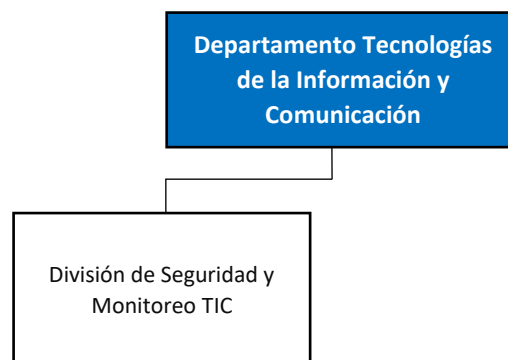 Departamento Tecnologías
de la Información y
Comunicación
División de Seguridad y
Monitoreo TIC